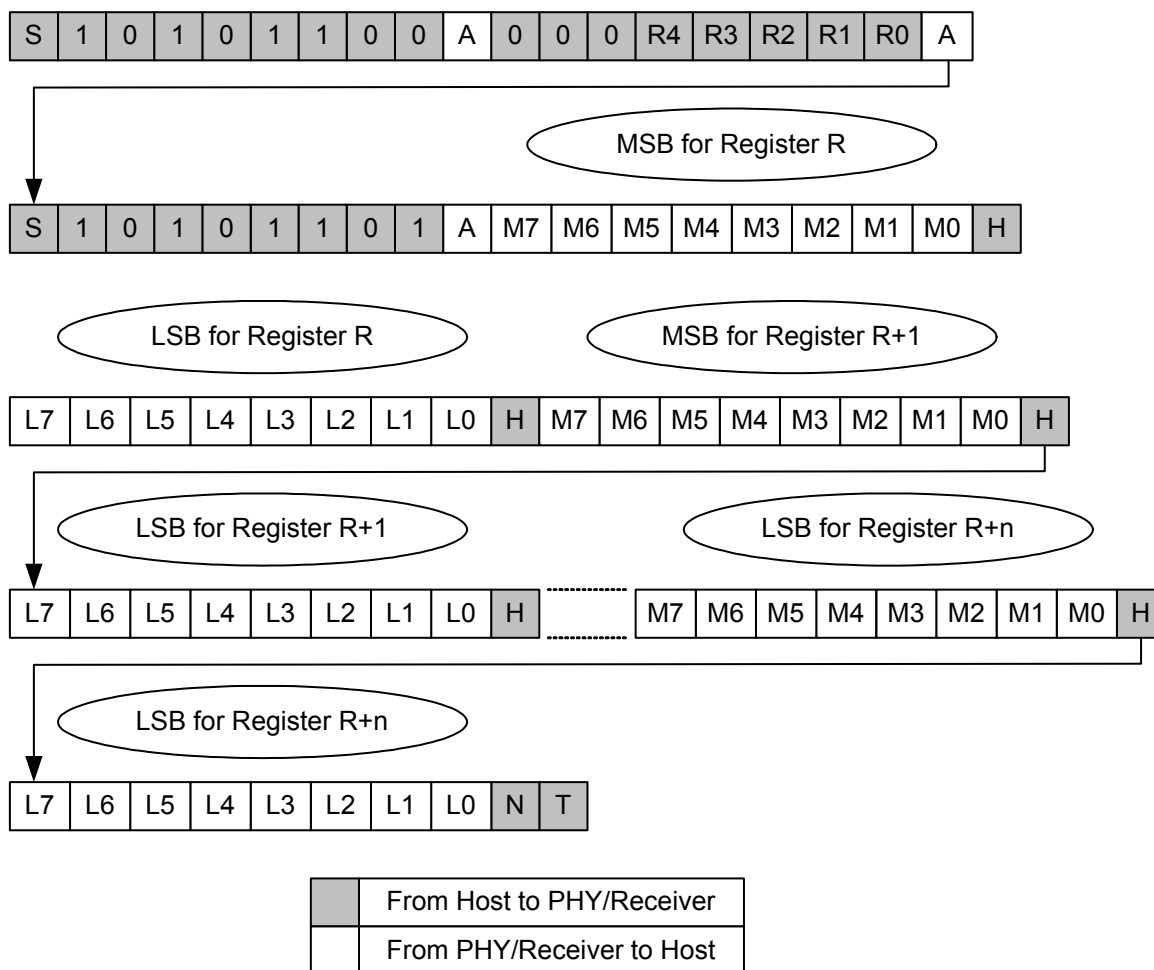 S 1 0 1 0 1 1 0 0 A 0 0 0 R4 R3 R2 R1 R0 A
MSB for Register R
S 1 0 1 0 1 1 0 1 A M7 M6 M5 M4 M3 M2 M1 M0 H
LSB for Register R MSB for Register R+1
L7 L6 L5 L4 L3 L2 L1 L0 H M7 M6 M5 M4 M3 M2 M1 M0 H
LSB for Register R+1 LSB for Register R+n
L7 L6 L5 L4 L3 L2 L1 L0 H M7 M6 M5 M4 M3 M2 M1 M0 H
LSB for Register R+n
L7 L6 L5 L4 L3 L2 L1 L0 N T
From Host to PHY/Receiver
From PHY/Receiver to Host